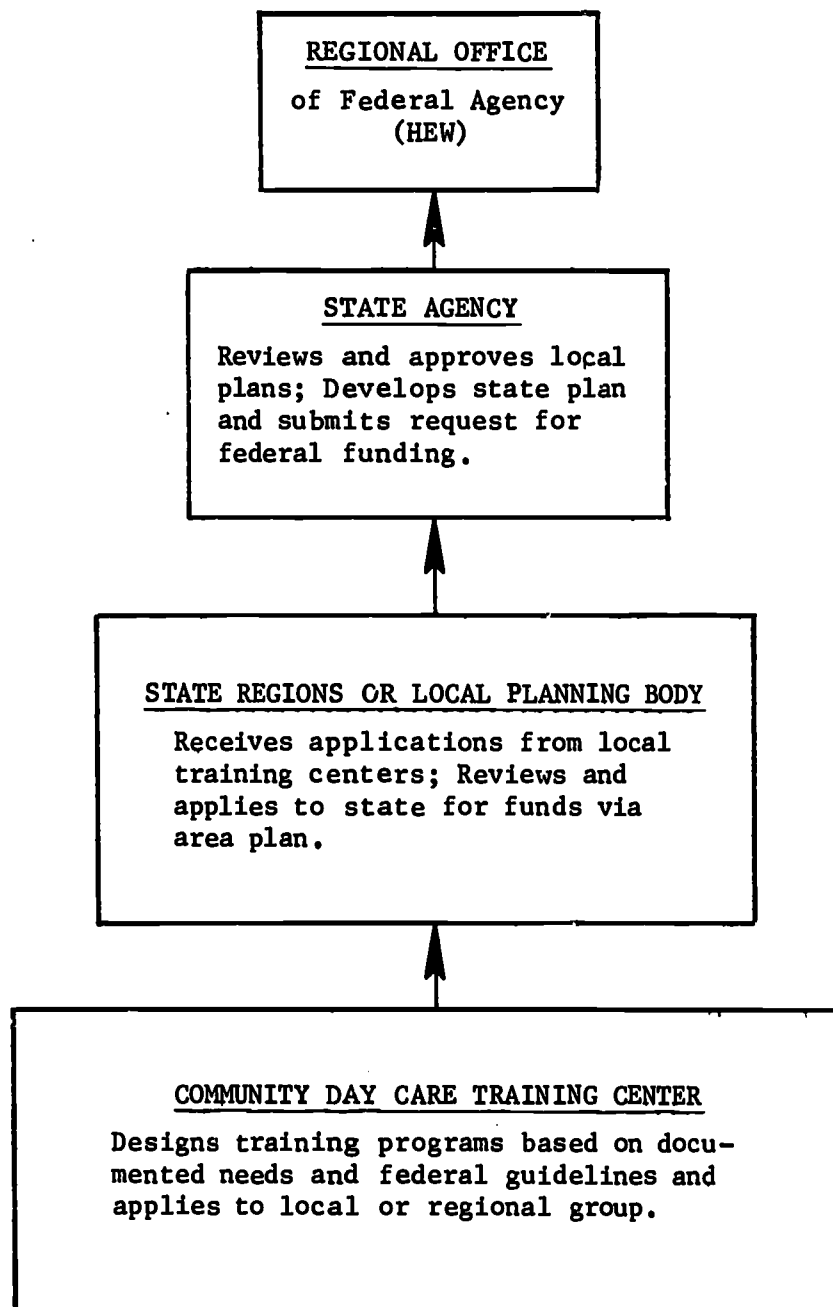 REGIONAL OFFICE
of Federal Agency
(HEW)
STATE AGENCY
Reviews and approves local
plans; Develops state plan
and submits request for
federal funding.
STATE REGIONS OR LOCAL PLANNING BODY
Receives applications from local
training centers; Reviews and
applies to state for funds via
area plan.
COMMUNITY DAY CARE TRAINING CENTER
Designs training programs based on docu-
mented needs and federal guidelines and
applies to local or regional group.